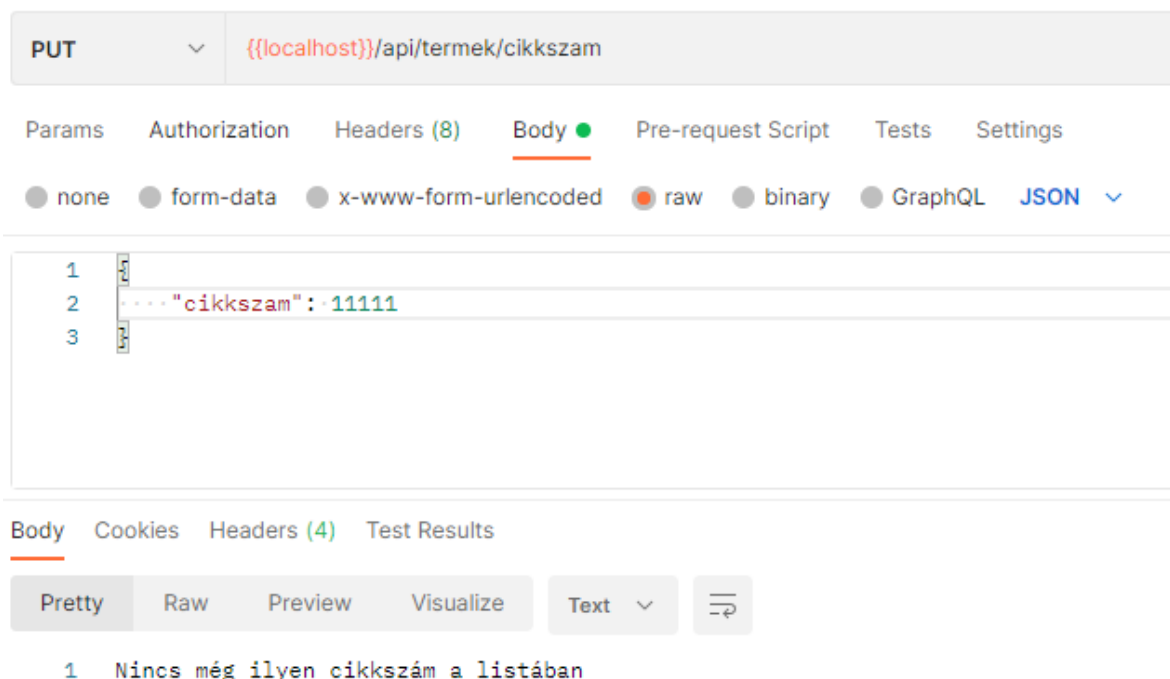 PUT {{localhost}}/api/termek/cikkszam
Params Authorization Headers (8) Body Pre-request Script Tests Settings
none form-data x-www-form-urlencoded raw binary GraphQL JSON
1 {
2 "cikkszam": 11111
3 }
Body Cookies Headers (4) Test Results
Pretty Raw Preview Visualize Text
1 Nincs még ilyen cikkszám a listában